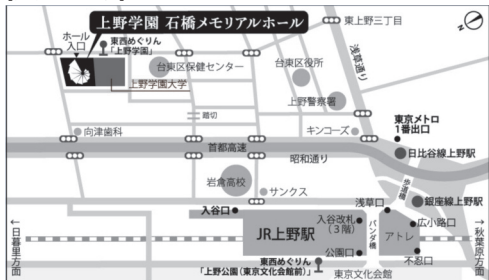 上野学園 石橋メモリアルホール
ホール
入口
東西めぐりん
「上野学園」
東上野三丁目
浅草通り
台東区保健センター
台東区役所
上野学園大学
上野警察署
踏切
東京メトロ
1番出口
向津歯科
キンコーズ
首都高速
昭和通り
日比谷線上野駅
岩倉高校
歩道橋
サンクス
銀座線上野駅
入谷口
浅草口
入谷改札
(3階)
広小路口
JR上野駅
パンダ橋
アトレ
公園口
不忍口
←日暮里方面
→秋葉原方面
東西めぐりん
「上野公園(東京文化会館前)」
東京文化会館